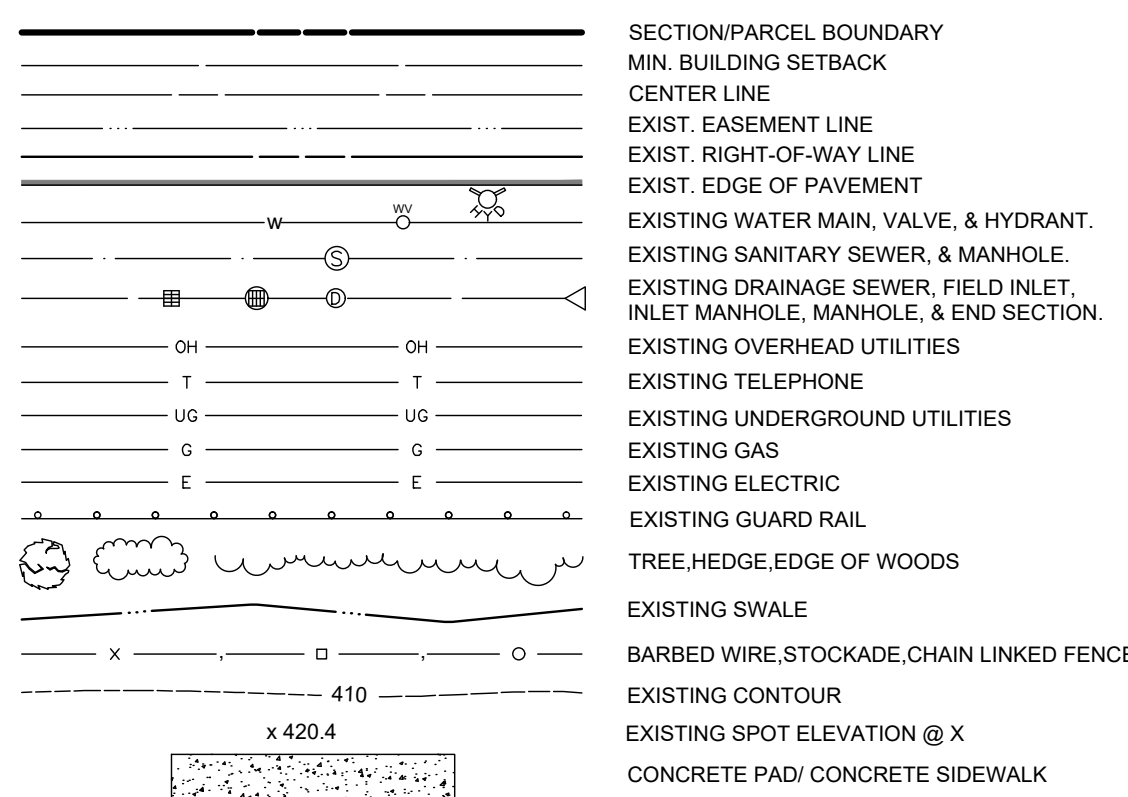 SECTION/PARCEL BOUNDARY
MIN. BUILDING SETBACK
CENTER LINE
EXIST. EASEMENT LINE
EXIST. RIGHT-OF-WAY LINE
EXIST. EDGE OF PAVEMENT
W WV HYD EXISTING WATER MAIN, VALVE, & HYDRANT.
S EXISTING SANITARY SEWER, & MANHOLE.
D EXISTING DRAINAGE SEWER, FIELD INLET,
INLET MANHOLE, MANHOLE, & END SECTION.
OH OH EXISTING OVERHEAD UTILITIES
T T EXISTING TELEPHONE
UG UG EXISTING UNDERGROUND UTILITIES
G G EXISTING GAS
E E EXISTING ELECTRIC
EXISTING GUARD RAIL
TREE,HEDGE,EDGE OF WOODS
EXISTING SWALE
X BARBED WIRE,STOCKADE,CHAIN LINKED FENCE
410 EXISTING CONTOUR
x 420.4 EXISTING SPOT ELEVATION @ X
CONCRETE PAD/ CONCRETE SIDEWALK